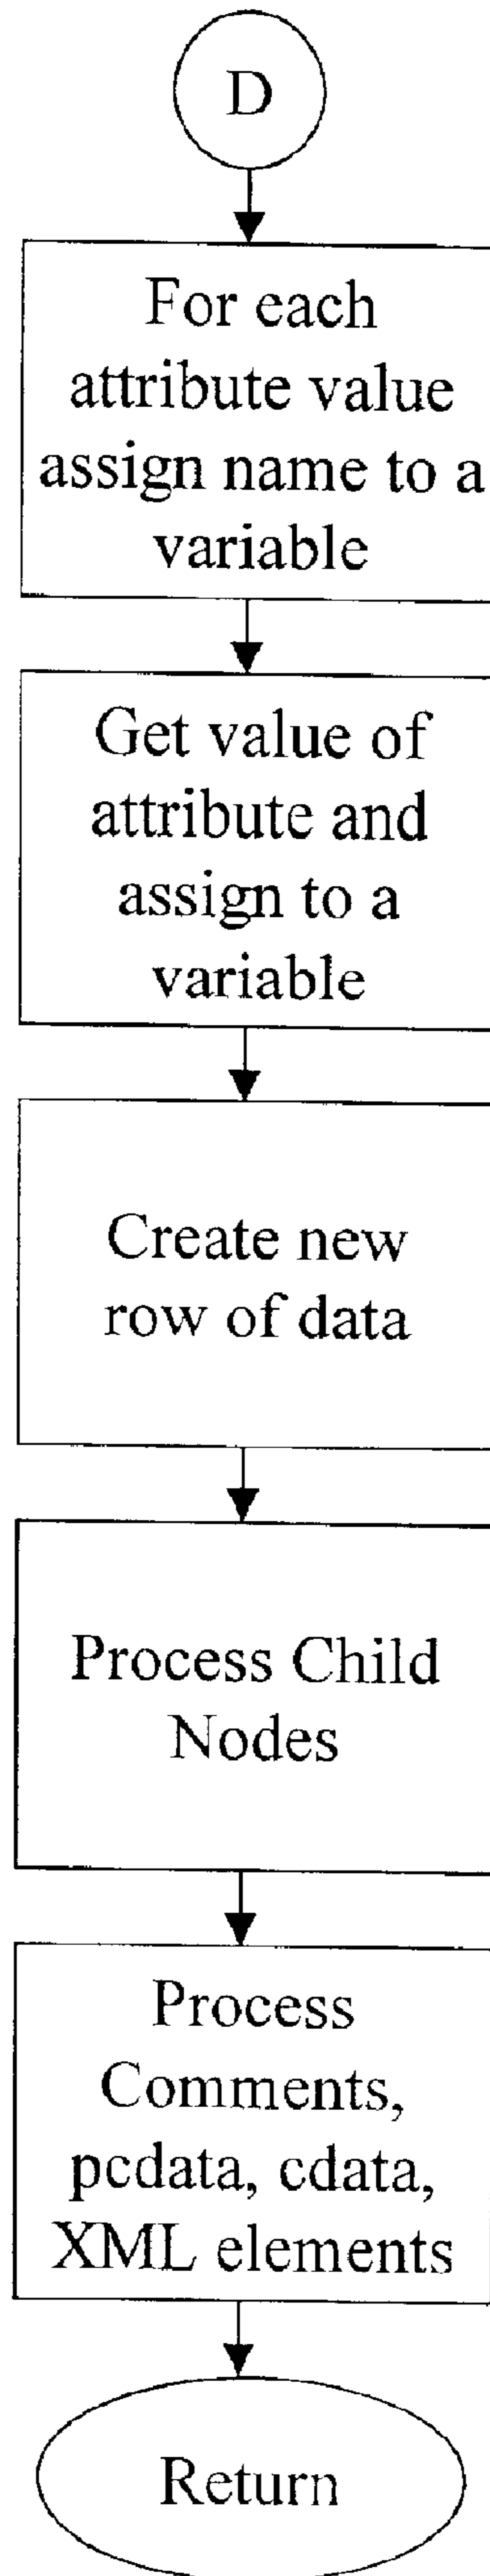 D
For each
attribute value
assign name to a
variable
Get value of
attribute and
assign to a
variable
Create new
row of data
Process Child
Nodes
Process
Comments,
pcdata, cdata,
XML elements
Return